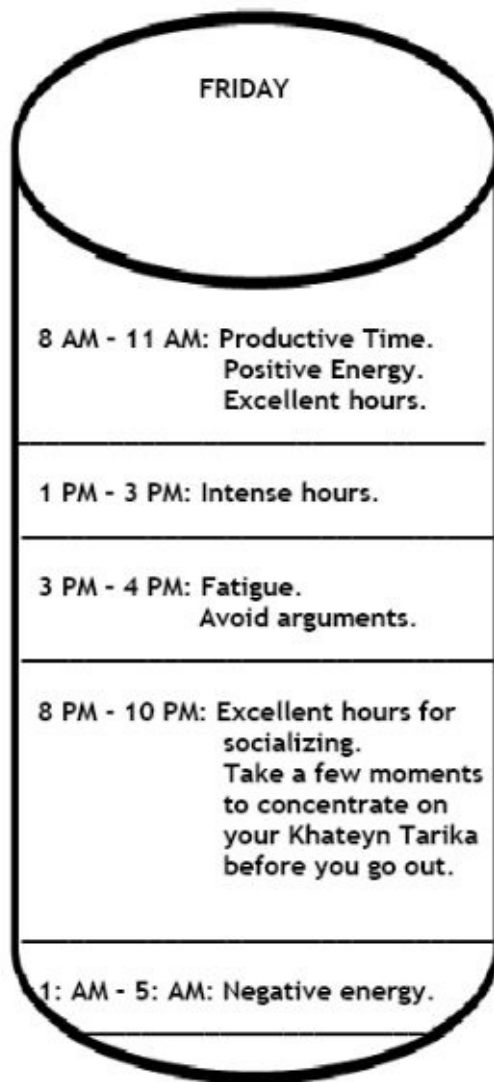 FRIDAY
8 AM - 11 AM: Productive Time.
Positive Energy.
Excellent hours.
1 PM - 3 PM: Intense hours.
3 PM - 4 PM: Fatigue.
Avoid arguments.
8 PM - 10 PM: Excellent hours for
socializing.
Take a few moments
to concentrate on
your Khateyn Tarika
before you go out.
1: AM - 5: AM: Negative energy.